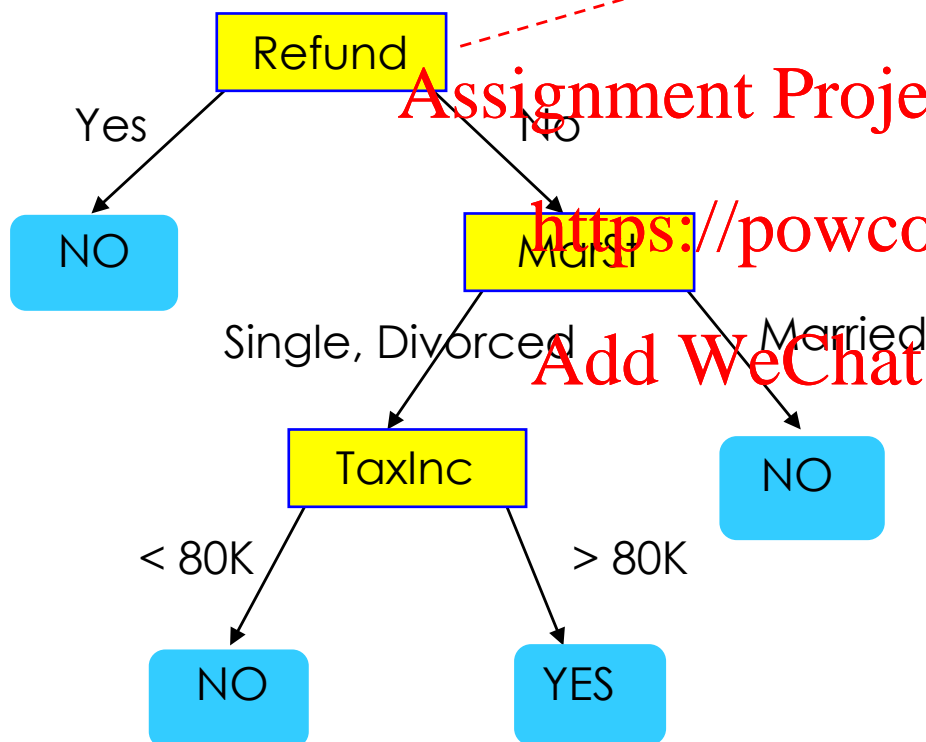 Refund
Assignment Proje
Yes
No
NO
MarSt
https://powco
Single, Divorced
Married
Add WeChat
TaxInc
NO
< 80K
> 80K
NO
YES